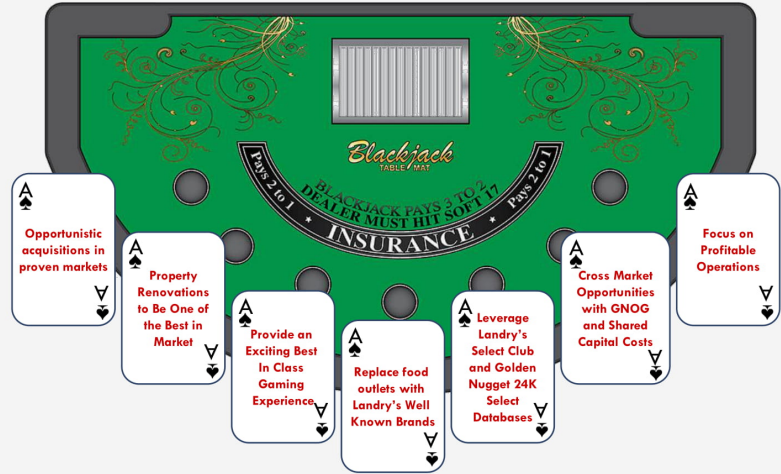 Blackjack
TABLE MAT
BLACKJACK PAYS 3 TO 2
DEALER MUST HIT SOFT 17
Pays 2 to 1 * INSURANCE * Pays 2 to 1
A
Opportunistic
acquisitions in
proven markets
A
A
Property
Renovations
to Be One of
the Best in
Market
A
A
Provide an
Exciting Best
In Class
Gaming
Experience
A
A
Replace food
outlets with
Landry's Well
Known Brands
A
A
Leverage
Landry's
Select Club
and Golden
Nugget 24K
Select
Databases
A
A
Cross Market
Opportunities
with GNOG
and Shared
Capital Costs
A
A
Focus on
Profitable
Operations
A